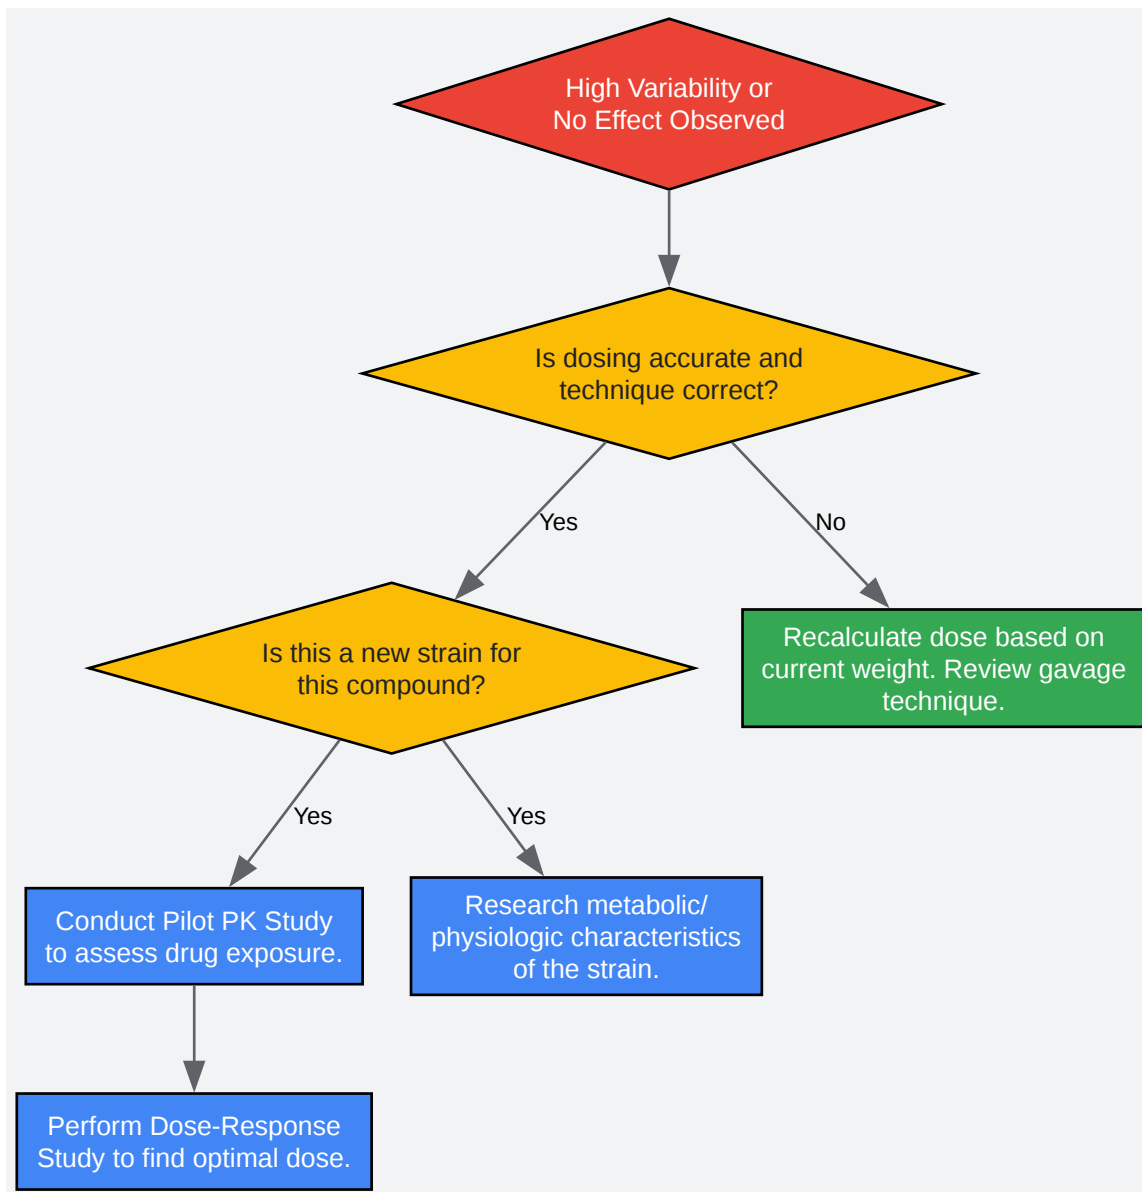 High Variability or
No Effect Observed
Is dosing accurate and
technique correct?
Yes
No
Is this a new strain for
this compound?
Recalculate dose based on
current weight. Review gavage
technique.
Yes
Yes
Conduct Pilot PK Study
to assess drug exposure.
Research metabolic/
physiologic characteristics
of the strain.
Perform Dose-Response
Study to find optimal dose.